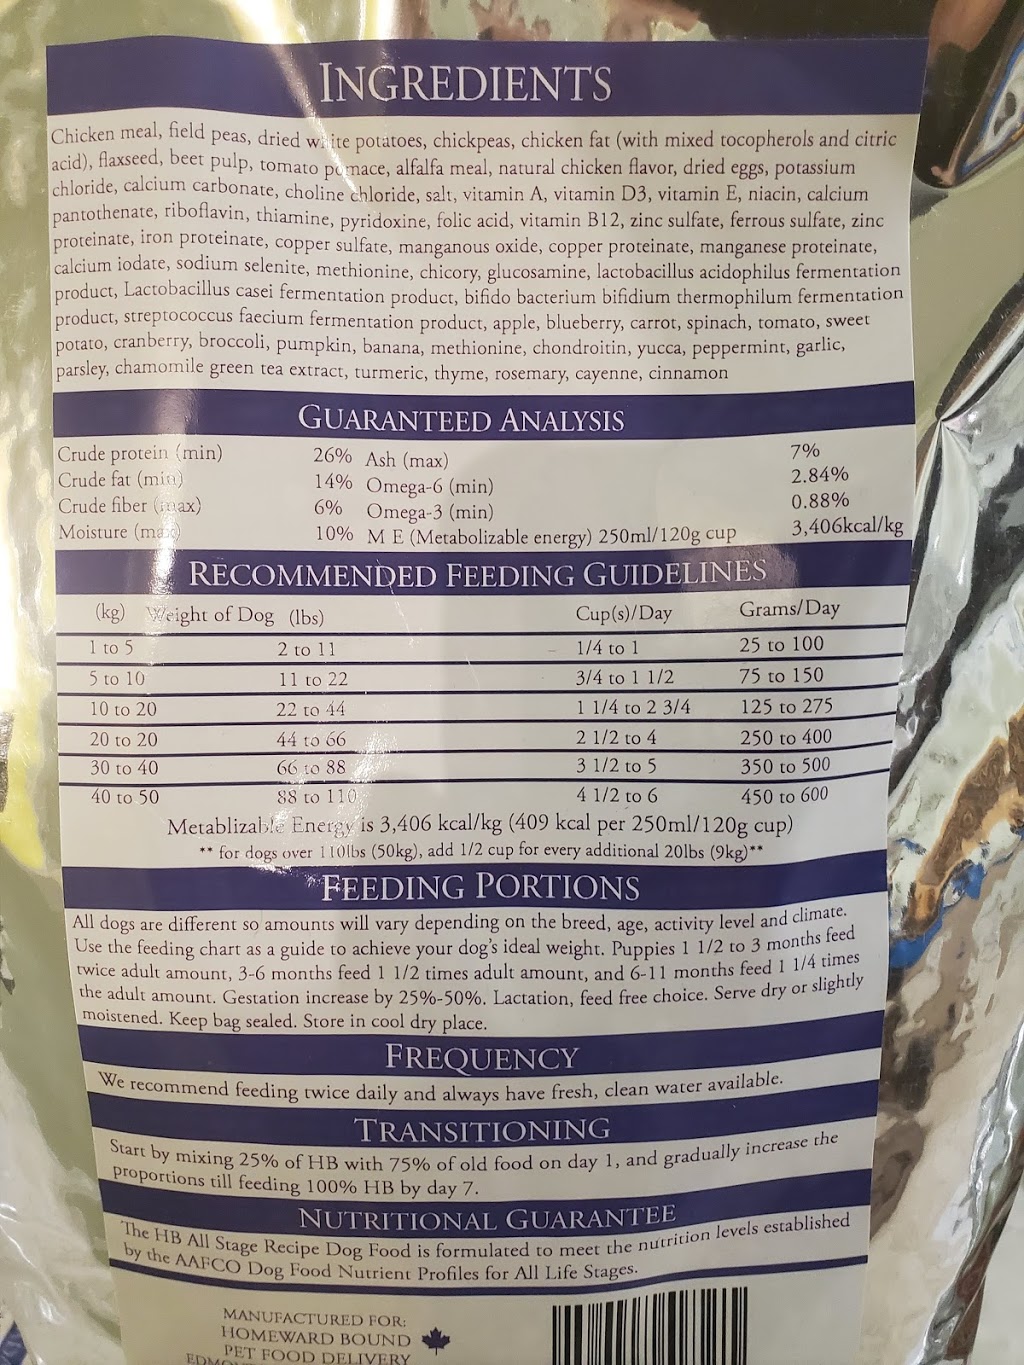 INGREDIENTS
Chicken meal, field peas, dried white potatoes, chickpeas, chicken fat (with mixed tocopherols and citric
acid), flaxseed, beet pulp, tomato pomace, alfalfa meal, natural chicken flavor, dried eggs, potassium
chloride, calcium carbonate, choline chloride, salt, vitamin A, vitamin D3, vitamin E, niacin, calcium
pantothenate, riboflavin, thiamine, pyridoxine, folic acid, vitamin B12, zinc sulfate, ferrous sulfate, zinc
proteinate, iron proteinate, copper sulfate, manganous oxide, copper proteinate, manganese proteinate,
calcium iodate, sodium selenite, methionine, chicory, glucosamine, lactobacillus acidophilus fermentation
product, Lactobacillus casei fermentation product, bifido bacterium bifidium thermophilum fermentation
product, streptococcus faecium fermentation product, apple, blueberry, carrot, spinach, tomato, sweet
potato, cranberry, broccoli, pumpkin, banana, methionine, chondroitin, yucca, peppermint, garlic,
parsley, chamomile green tea extract, turmeric, thyme, rosemary, cayenne, cinnamon
GUARANTEED ANALYSIS
Crude protein (min) 26% Ash (max) 7%
Crude fat (min) 14% Omega-6 (min) 2.84%
Crude fiber (max) 6% Omega-3 (min) 0.88%
Moisture (max) 10% M E (Metabolizable energy) 250ml/120g cup 3,406kcal/kg
RECOMMENDED FEEDING GUIDELINES
(kg) Weight of Dog (lbs) Cup(s)/Day Grams/Day
1 to 5 2 to 11 1/4 to 1 25 to 100
5 to 10 11 to 22 3/4 to 1 1/2 75 to 150
10 to 20 22 to 44 1 1/4 to 2 3/4 125 to 275
20 to 20 44 to 66 2 1/2 to 4 250 to 400
30 to 40 66 to 88 3 1/2 to 5 350 to 500
40 to 50 88 to 110 4 1/2 to 6 450 to 600
Metablizable Energy is 3,406 kcal/kg (409 kcal per 250ml/120g cup)
** for dogs over 110lbs (50kg), add 1/2 cup for every additional 20lbs (9kg)**
FEEDING PORTIONS
All dogs are different so amounts will vary depending on the breed, age, activity level and climate.
Use the feeding chart as a guide to achieve your dog's ideal weight. Puppies 1 1/2 to 3 months feed
twice adult amount, 3-6 months feed 1 1/2 times adult amount, and 6-11 months feed 1 1/4 times
the adult amount. Gestation increase by 25%-50%. Lactation, feed free choice. Serve dry or slightly
moistened. Keep bag sealed. Store in cool dry place.
FREQUENCY
We recommend feeding twice daily and always have fresh, clean water available.
TRANSITIONING
Start by mixing 25% of HB with 75% of old food on day 1, and gradually increase the
proportions till feeding 100% HB by day 7.
NUTRITIONAL GUARANTEE
The HB All Stage Recipe Dog Food is formulated to meet the nutrition levels established
by the AAFCO Dog Food Nutrient Profiles for All Life Stages.
MANUFACTURED FOR:
HOMEWARD BOUND
PET FOOD DELIVERY